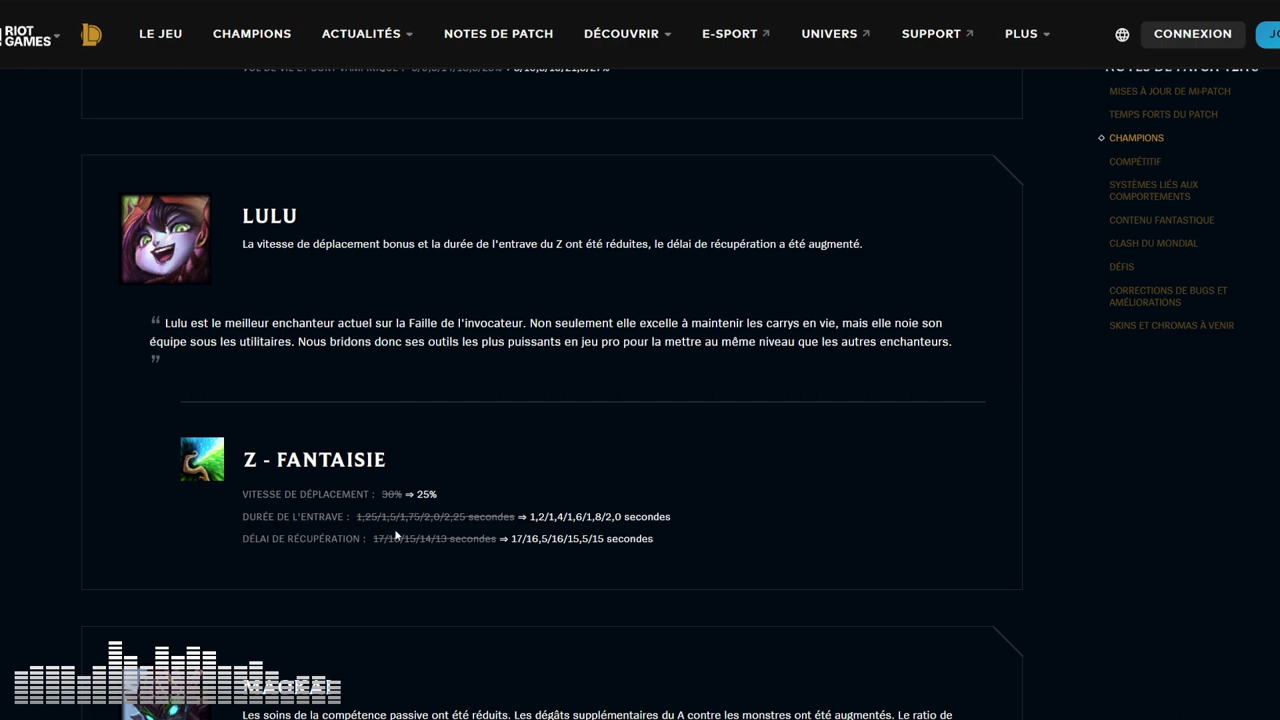 RIOT GAMES
LE JEU
CHAMPIONS
ACTUALITÉS
NOTES DE PATCH
DÉCOUVRIR
E-SPORT
UNIVERS
SUPPORT
PLUS
CONNEXION
MISES À JOUR DE MI-PATCH
TEMPS FORTS DU PATCH
CHAMPIONS
COMPÉTITIF
SYSTÈMES LIÉS AUX
COMPORTEMENTS
CONTENU FANTASTIQUE
CLASH DU MONDIAL
DÉFIS
CORRECTIONS DE BUGS ET
AMÉLIORATIONS
SKINS ET CHROMAS À VENIR
LULU
La vitesse de déplacement bonus et la durée de l'entrave du Z ont été réduites, le délai de récupération a été augmenté.
“ Lulu est le meilleur enchanteur actuel sur la Faille de l'invocateur. Non seulement elle excelle à maintenir les carrys en vie, mais elle noie son
équipe sous les utilitaires. Nous bridons donc ses outils les plus puissants en jeu pro pour la mettre au même niveau que les autres enchanteurs.
”
Z - FANTAISIE
VITESSE DE DÉPLACEMENT : 30% ⇒ 25%
DURÉE DE L'ENTRAVE : 1,25/1,5/1,75/2,0/2,25 secondes ⇒ 1,2/1,4/1,6/1,8/2,0 secondes
DÉLAI DE RÉCUPÉRATION : 17/16/15/14/13 secondes ⇒ 17/16,5/16/15,5/15 secondes
MAOKAI
Les soins de la compétence passive ont été réduits. Les dégâts supplémentaires du A contre les monstres ont été augmentés. Le ratio de